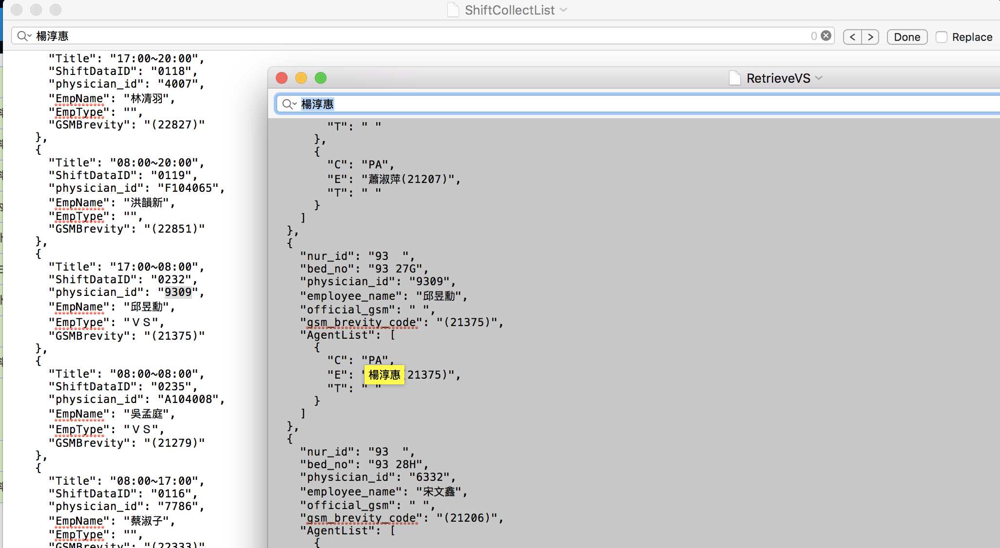 ShiftCollectList
楊淳惠
0
< >
Done
Replace
"Title": "17:00~20:00",
"ShiftDataID": "0118",
"physician_id": "4007",
"EmpName": "林凊羽",
"EmpType": "",
"GSMBrevity": "(22827)"
},
{
"Title": "08:00~20:00",
"ShiftDataID": "0119",
"physician_id": "F104065",
"EmpName": "洪韻新",
"EmpType": "",
"GSMBrevity": "(22851)"
},
{
"Title": "17:00~08:00",
"ShiftDataID": "0232",
"physician_id": "9309",
"EmpName": "邱昱勳",
"EmpType": "ＶＳ",
"GSMBrevity": "(21375)"
},
{
"Title": "08:00~08:00",
"ShiftDataID": "0235",
"physician_id": "A104008",
"EmpName": "吳孟庭",
"EmpType": "ＶＳ",
"GSMBrevity": "(21279)"
},
{
"Title": "08:00~17:00",
"ShiftDataID": "0116",
"physician_id": "7786",
"EmpName": "蔡淑子",
"EmpType": "",
"GSMBrevity": "(22333)"
RetrieveVS
楊淳惠
"T": " "
},
{
"C": "PA",
"E": "蕭淑萍(21207)",
"T": " "
}
]
},
{
"nur_id": "93  ",
"bed_no": "93 27G",
"physician_id": "9309",
"employee_name": "邱昱勳",
"official_gsm": " ",
"gsm_brevity_code": "(21375)",
"AgentList": [
{
"C": "PA",
"E": "楊淳惠(21375)",
"T": " "
}
]
},
{
"nur_id": "93  ",
"bed_no": "93 28H",
"physician_id": "6332",
"employee_name": "宋文鑫",
"official_gsm": " ",
"gsm_brevity_code": "(21206)",
"AgentList": [
{